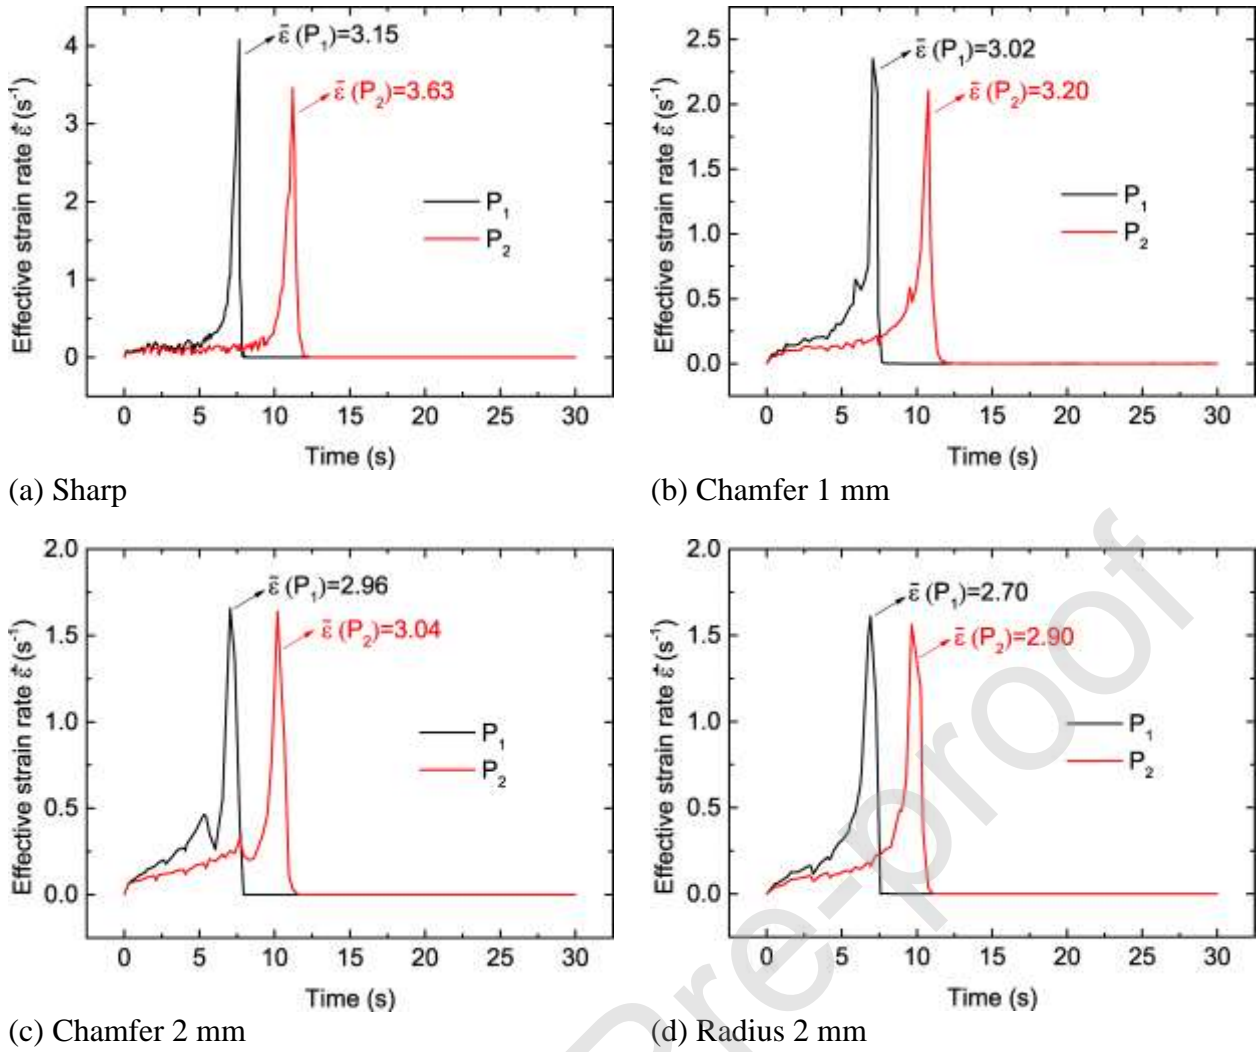 Effective strain rate ε̇ (s⁻¹)
4
3
2
1
0
ε̄ (P₁)=3.15
ε̄ (P₂)=3.63
P₁
P₂
0 5 10 15 20 25 30
Time (s)
(a) Sharp
Effective strain rate ε̇ (s⁻¹)
2.5
2.0
1.5
1.0
0.5
0.0
ε̄ (P₁)=3.02
ε̄ (P₂)=3.20
P₁
P₂
0 5 10 15 20 25 30
Time (s)
(b) Chamfer 1 mm
Effective strain rate ε̇ (s⁻¹)
2.0
1.5
1.0
0.5
0.0
ε̄ (P₁)=2.96
ε̄ (P₂)=3.04
P₁
P₂
0 5 10 15 20 25 30
Time (s)
(c) Chamfer 2 mm
Effective strain rate ε̇ (s⁻¹)
2.0
1.5
1.0
0.5
0.0
ε̄ (P₁)=2.70
ε̄ (P₂)=2.90
P₁
P₂
0 5 10 15 20 25 30
Time (s)
(d) Radius 2 mm
Pre-proof